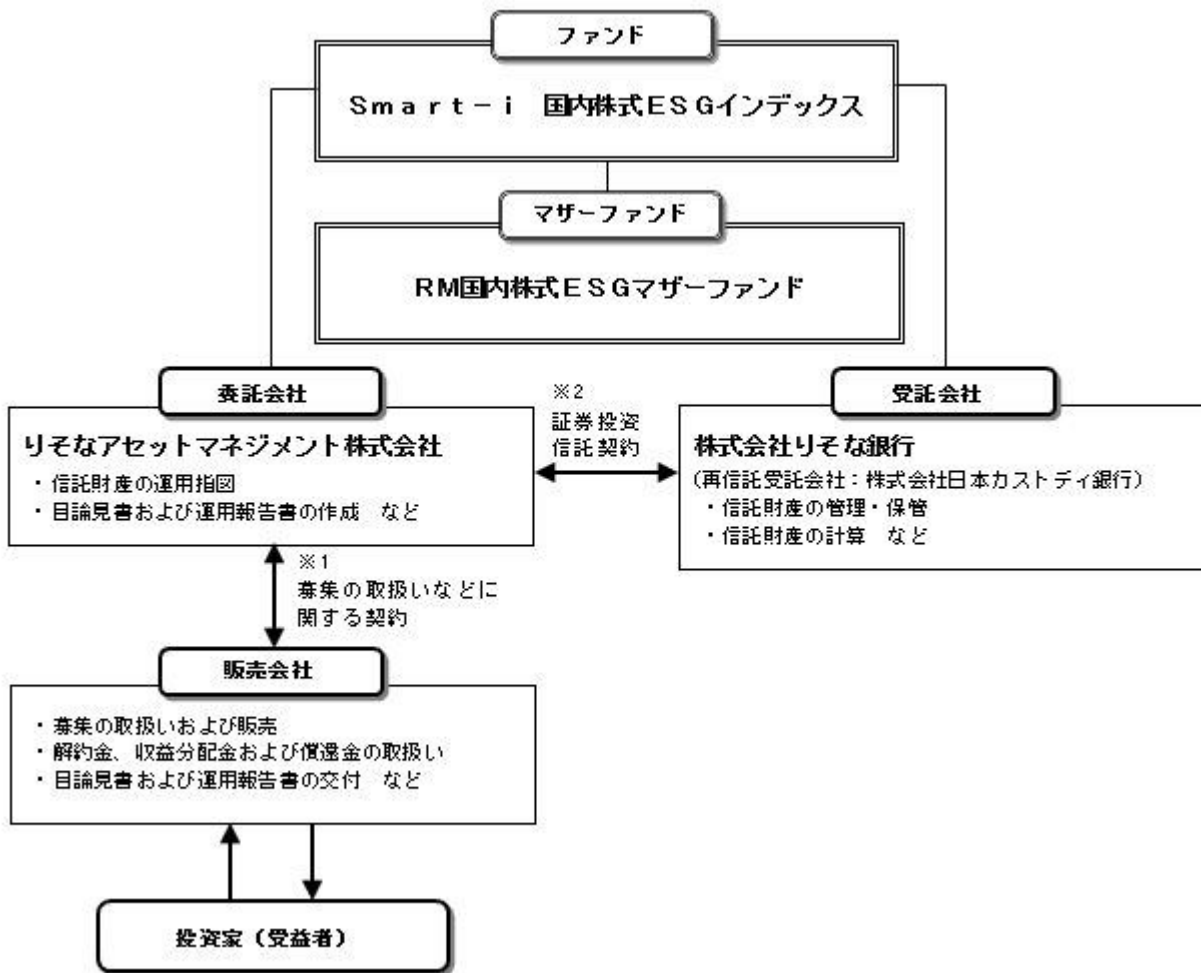 ファンド
Smart-i 国内株式ESGインデックス
マザーファンド
RM国内株式ESGマザーファンド
委託会社
りそなアセットマネジメント株式会社
・信託財産の運用指図
・目論見書および運用報告書の作成 など
※2
証券投資
信託契約
受託会社
株式会社りそな銀行
(再信託受託会社:株式会社日本カストディ銀行)
・信託財産の管理・保管
・信託財産の計算 など
※1
募集の取扱いなどに
関する契約
販売会社
・募集の取扱いおよび販売
・解約金、収益分配金および償還金の取扱い
・目論見書および運用報告書の交付 など
投資家(受益者)